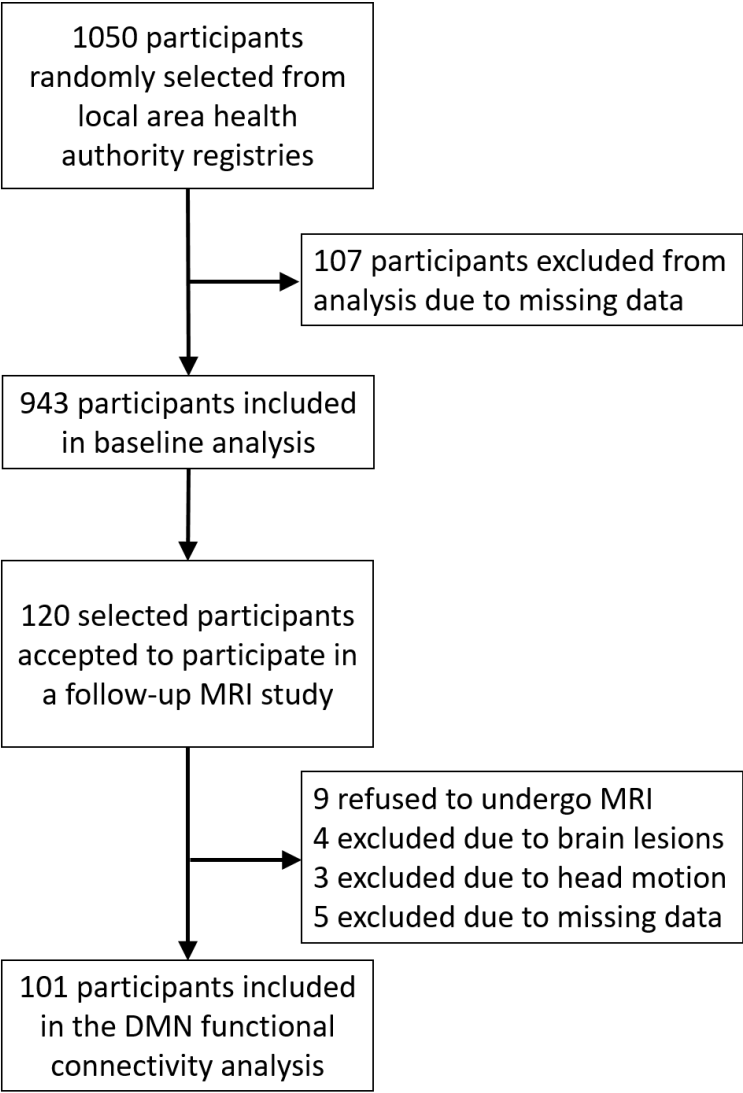 1050 participants
randomly selected from
local area health
authority registries
107 participants excluded from
analysis due to missing data
943 participants included
in baseline analysis
120 selected participants
accepted to participate in
a follow-up MRI study
9 refused to undergo MRI
4 excluded due to brain lesions
3 excluded due to head motion
5 excluded due to missing data
101 participants included
in the DMN functional
connectivity analysis